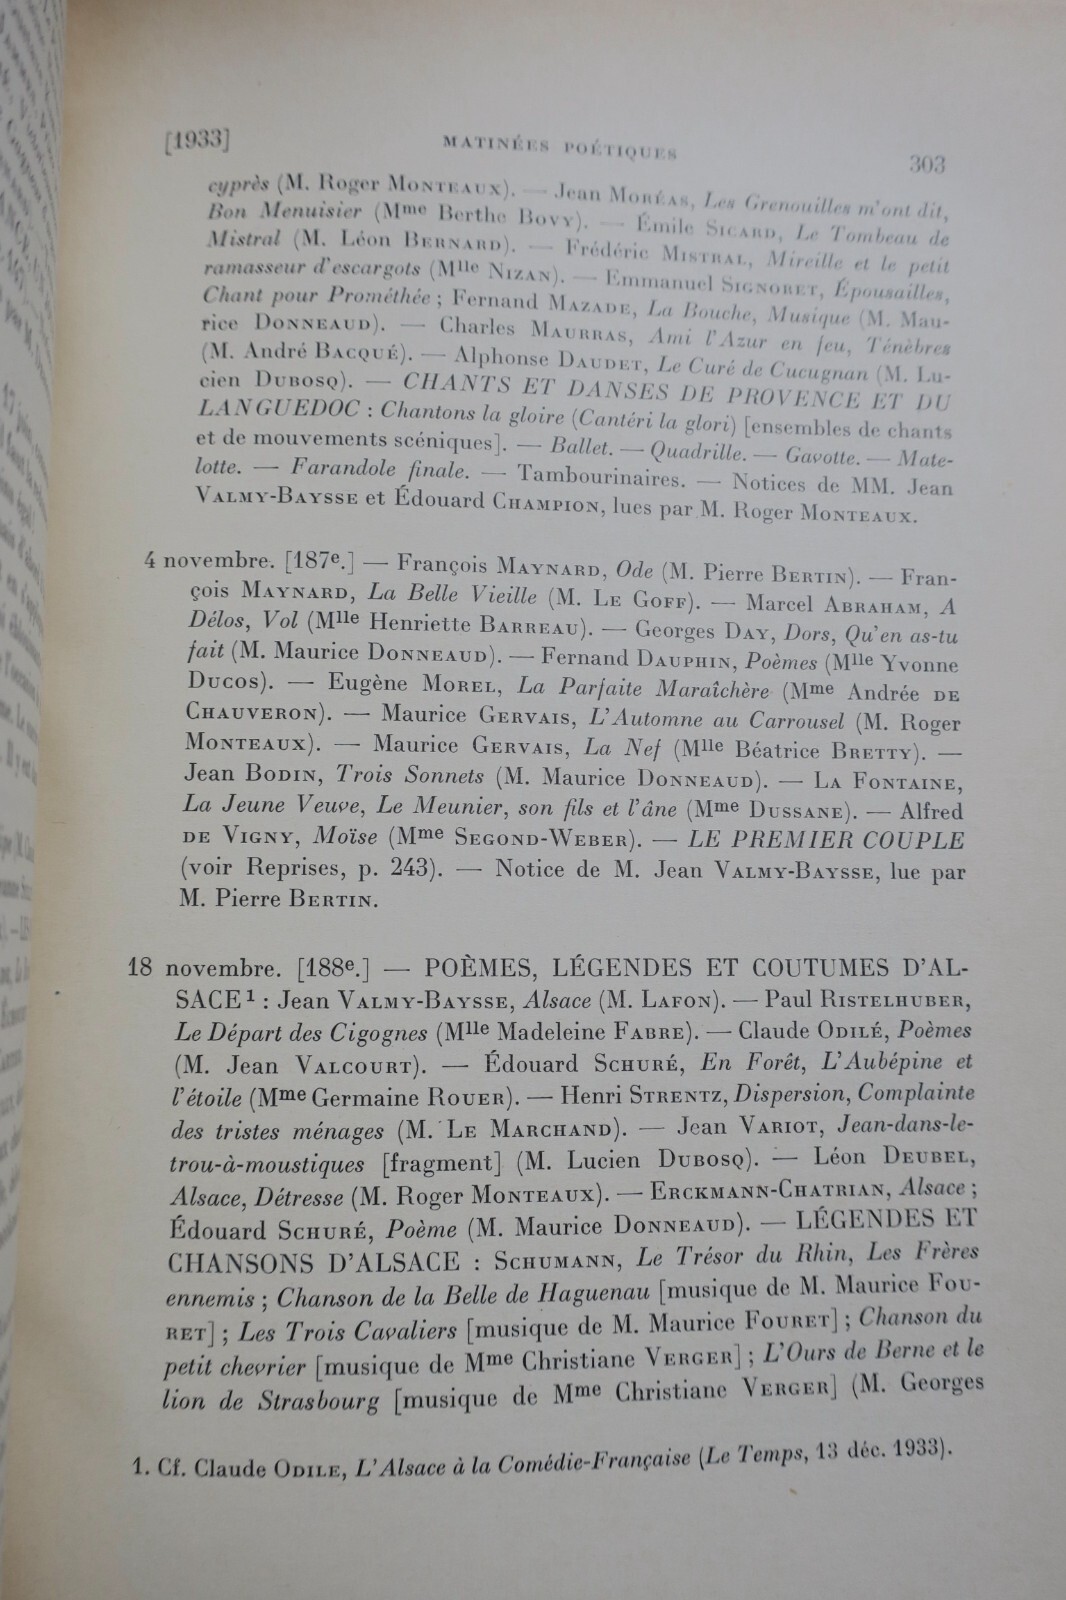 [1933] MATINÉES POÉTIQUES 303
cyprès (M. Roger MONTEAUX). — Jean MORÉAS, Les Grenouilles m'ont dit,
Bon Menuisier (Mme Berthe BOVY). — Émile SICARD, Le Tombeau de
Mistral (M. Léon BERNARD). — Frédéric MISTRAL, Mireille et le petit
ramasseur d'escargots (Mlle NIZAN). — Emmanuel SIGNORET, Épousailles,
Chant pour Prométhée ; Fernand MAZADE, La Bouche, Musique (M. Mau-
rice DONNEAUD). — Charles MAURRAS, Ami l'Azur en feu, Ténèbres
(M. André BACQUÉ). — Alphonse DAUDET, Le Curé de Cucugnan (M. Lu-
cien DUBOSQ). — CHANTS ET DANSES DE PROVENCE ET DU
LANGUEDOC : Chantons la gloire (Cantéri la glori) [ensembles de chants
et de mouvements scéniques]. — Ballet. — Quadrille. — Gavotte. — Mate-
lotte. — Farandole finale. — Tambourinaires. — Notices de MM. Jean
VALMY-BAYSSE et Édouard CHAMPION, lues par M. Roger MONTEAUX.
4 novembre. [187e.] — François MAYNARD, Ode (M. Pierre BERTIN). — Fran-
çois MAYNARD, La Belle Vieille (M. LE GOFF). — Marcel ABRAHAM, A
Délos, Vol (Mlle Henriette BARREAU). — Georges DAY, Dors, Qu'en as-tu
fait (M. Maurice DONNEAUD). — Fernand DAUPHIN, Poèmes (Mlle Yvonne
DUCOS). — Eugène MOREL, La Parfaite Maraîchère (Mme Andrée DE
CHAUVERON). — Maurice GERVAIS, L'Automne au Carrousel (M. Roger
MONTEAUX). — Maurice GERVAIS, La Nef (Mlle Béatrice BRETTY). —
Jean BODIN, Trois Sonnets (M. Maurice DONNEAUD). — LA FONTAINE,
La Jeune Veuve, Le Meunier, son fils et l'âne (Mme DUSSANE). — Alfred
DE VIGNY, Moïse (Mme SEGOND-WEBER). — LE PREMIER COUPLE
(voir Reprises, p. 243). — Notice de M. Jean VALMY-BAYSSE, lue par
M. Pierre BERTIN.
18 novembre. [188e.] — POÈMES, LÉGENDES ET COUTUMES D'AL-
SACE1 : Jean VALMY-BAYSSE, Alsace (M. LAFON). — Paul RISTELHUBER,
Le Départ des Cigognes (Mlle Madeleine FABRE). — Claude ODILÉ, Poèmes
(M. Jean VALCOURT). — Édouard SCHURÉ, En Forêt, L'Aubépine et
l'étoile (Mme Germaine ROUER). — Henri STRENTZ, Dispersion, Complainte
des tristes ménages (M. LE MARCHAND). — Jean VARIOT, Jean-dans-le-
trou-à-moustiques [fragment] (M. Lucien DUBOSQ). — Léon DEUBEL,
Alsace, Détresse (M. Roger MONTEAUX). — ERCKMANN-CHATRIAN, Alsace ;
Édouard SCHURÉ, Poème (M. Maurice DONNEAUD). — LÉGENDES ET
CHANSONS D'ALSACE : SCHUMANN, Le Trésor du Rhin, Les Frères
ennemis ; Chanson de la Belle de Haguenau [musique de M. Maurice FOU-
RET] ; Les Trois Cavaliers [musique de M. Maurice FOURET] ; Chanson du
petit chevrier [musique de Mme Christiane VERGER] ; L'Ours de Berne et le
lion de Strasbourg [musique de Mme Christiane VERGER] (M. Georges
1. Cf. Claude ODILE, L'Alsace à la Comédie-Française (Le Temps, 13 déc. 1933).